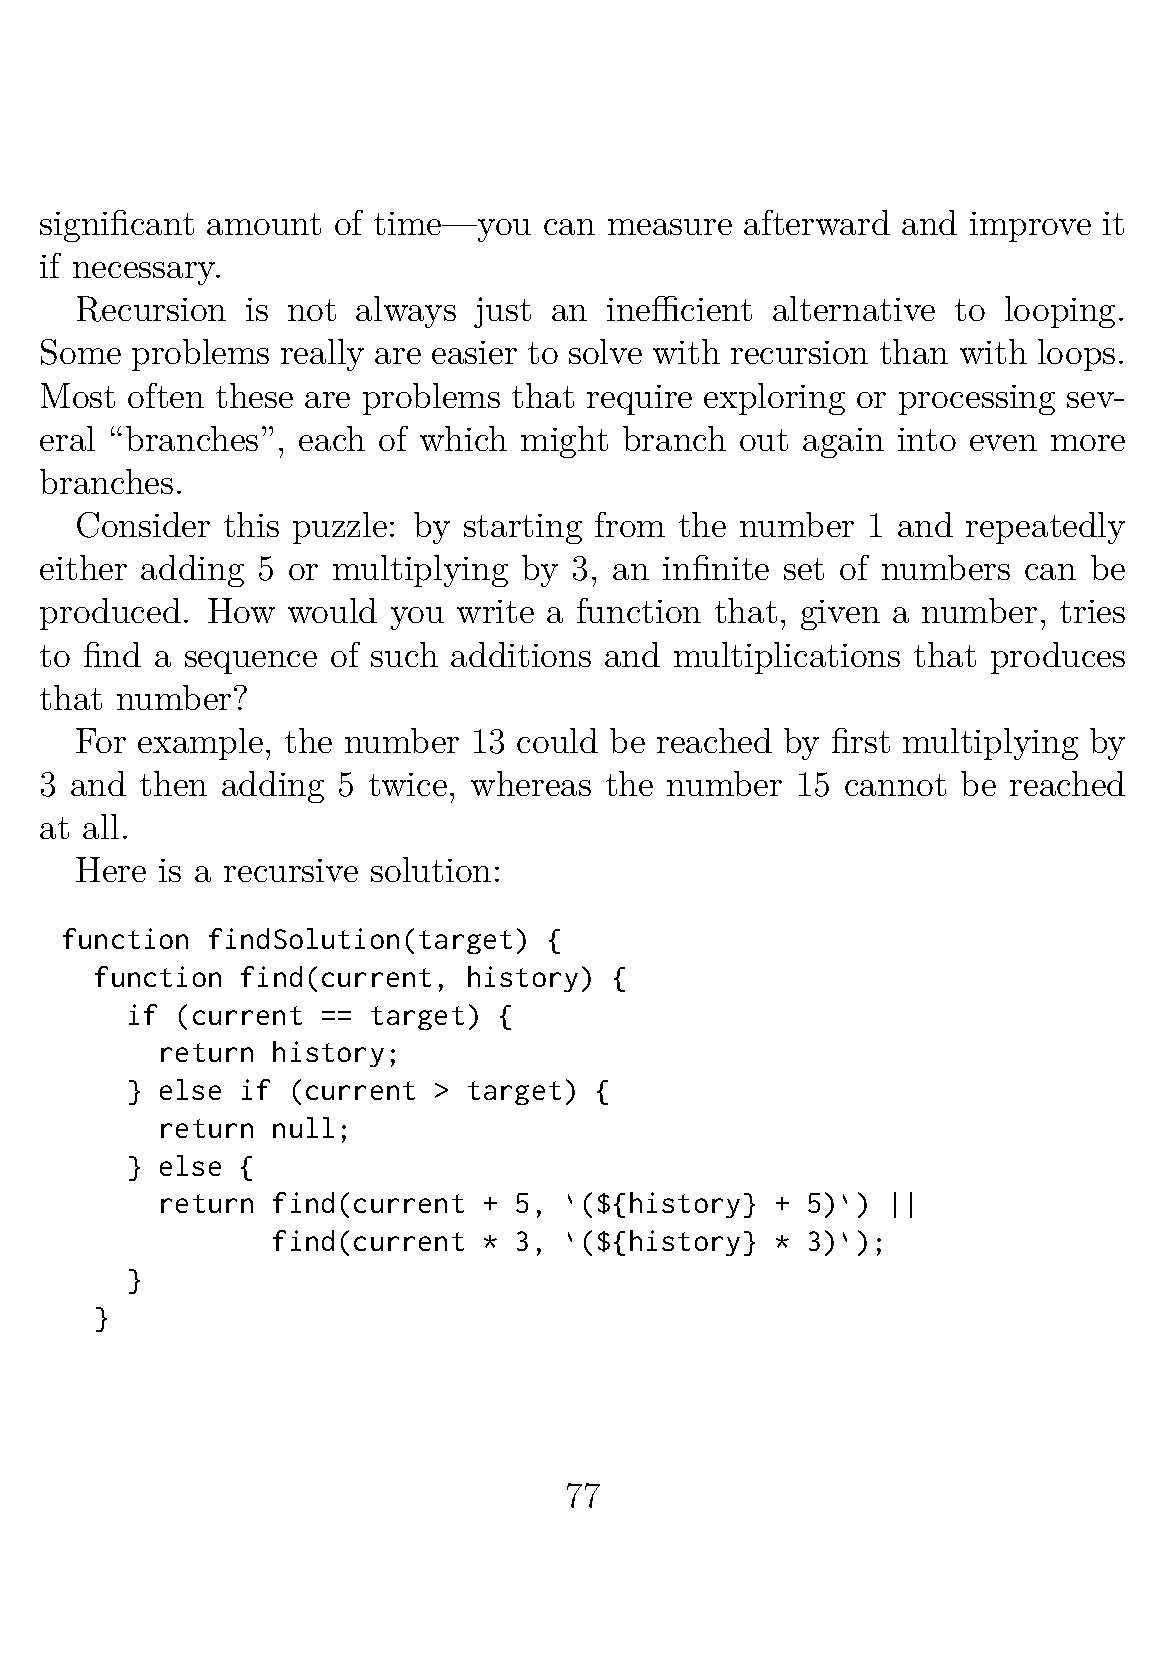 significant amount of time—you can measure afterward and improve it
if necessary.
Recursion is not always just an inefficient alternative to looping.
Some problems really are easier to solve with recursion than with loops.
Most often these are problems that require exploring or processing sev-
eral “branches”, each of which might branch out again into even more
branches.
Consider this puzzle: by starting from the number 1 and repeatedly
either adding 5 or multiplying by 3, an infinite set of numbers can be
produced. How would you write a function that, given a number, tries
to find a sequence of such additions and multiplications that produces
that number?
For example, the number 13 could be reached by first multiplying by
3 and then adding 5 twice, whereas the number 15 cannot be reached
at all.
Here is a recursive solution:
function findSolution(target) {
  function find(current, history) {
    if (current == target) {
      return history;
    } else if (current > target) {
      return null;
    } else {
      return find(current + 5, `(${history} + 5)`) ||
             find(current * 3, `(${history} * 3)`);
    }
  }
77